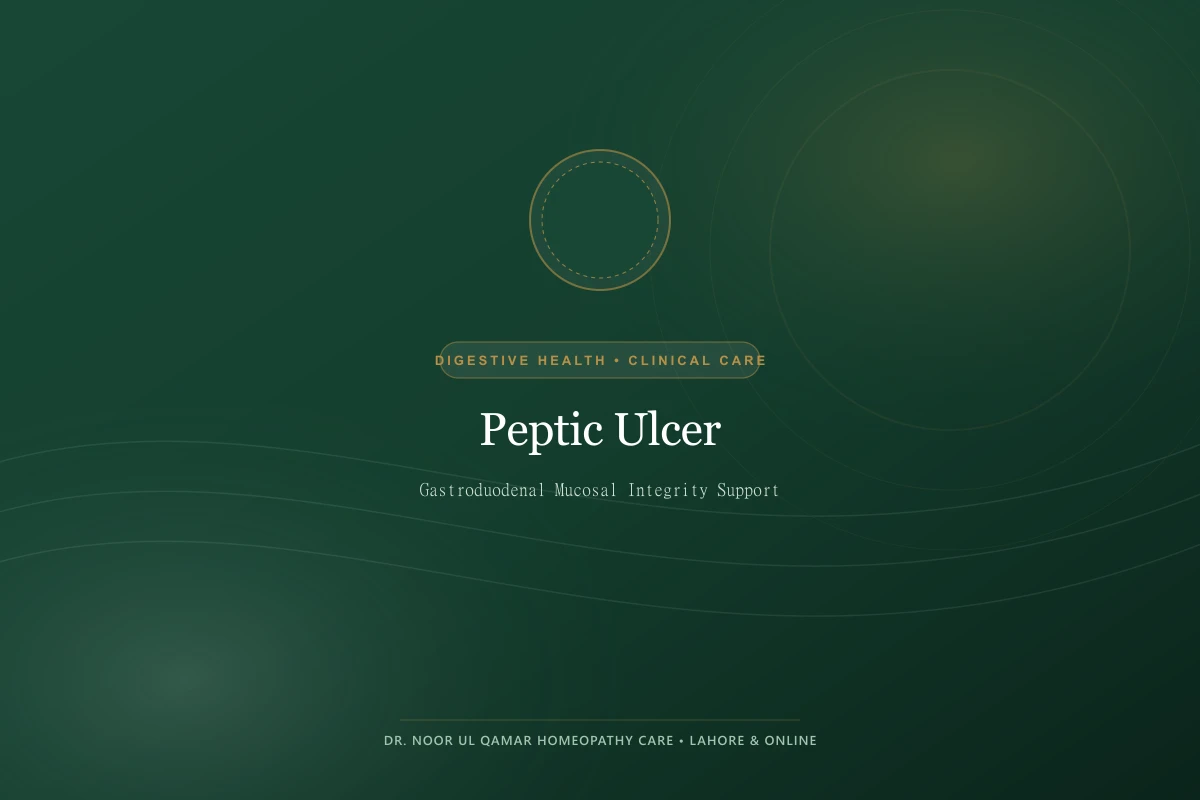 DIGESTIVE HEALTH • CLINICAL CARE
Peptic Ulcer
Gastroduodenal Mucosal Integrity Support
DR. NOOR UL QAMAR HOMEOPATHY CARE • LAHORE & ONLINE